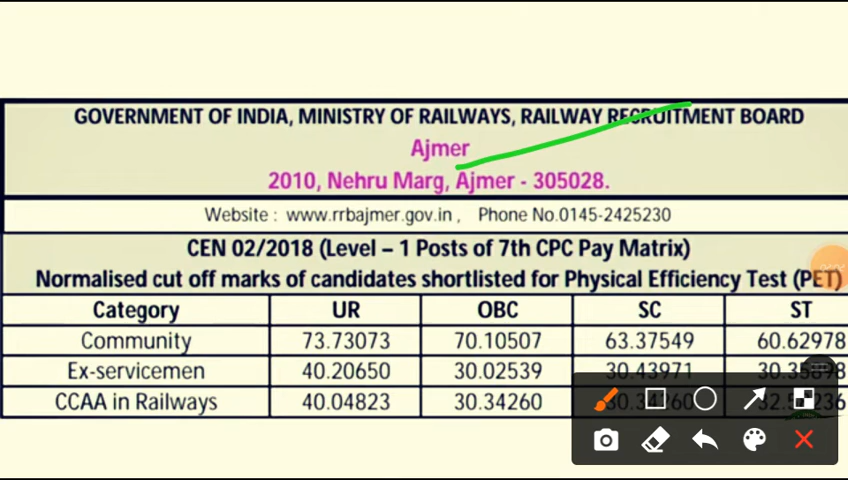 GOVERNMENT OF INDIA, MINISTRY OF RAILWAYS, RAILWAY RECRUITMENT BOARD
Ajmer
2010, Nehru Marg, Ajmer - 305028.
Website : www.rrbajmer.gov.in , Phone No.0145-2425230
CEN 02/2018 (Level – 1 Posts of 7th CPC Pay Matrix)
Normalised cut off marks of candidates shortlisted for Physical Efficiency Test (PET)
Category UR OBC SC ST
Community 73.73073 70.10507 63.37549 60.62978
Ex-servicemen 40.20650 30.02539 30.43971
CCAA in Railways 40.04823 30.34260